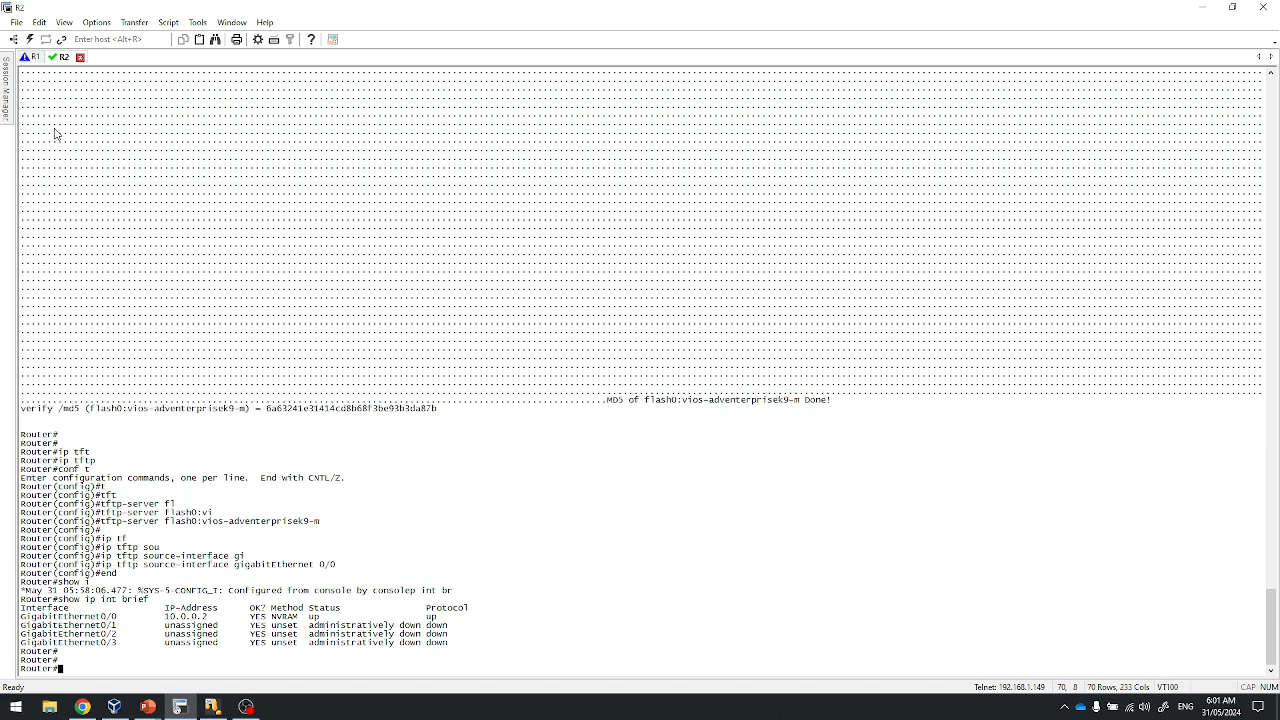 R2
File Edit View Options Transfer Script Tools Window Help
Enter host <Alt+R>
R1 R2
Session Manager
.MD5 of flash0:vios-adventerprisek9-m Done!
verify /md5 (flash0:vios-adventerprisek9-m) = 6a63241e31414cd8b68f3be93b3da87b
Router#
Router#
Router#ip tft
Router#ip tftp
Router#conf t
Enter configuration commands, one per line.  End with CNTL/Z.
Router(config)#t
Router(config)#tft
Router(config)#tftp-server fl
Router(config)#tftp-server flash0:vi
Router(config)#tftp-server flash0:vios-adventerprisek9-m
Router(config)#
Router(config)#ip tf
Router(config)#ip tftp sou
Router(config)#ip tftp source-interface gi
Router(config)#ip tftp source-interface gigabitEthernet 0/0
Router(config)#end
Router#show i
*May 31 05:58:06.477: %SYS-5-CONFIG_I: Configured from console by consolep int br
Router#show ip int brief
Interface IP-Address OK? Method Status Protocol
GigabitEthernet0/0 10.0.0.2 YES NVRAM up up
GigabitEthernet0/1 unassigned YES unset administratively down down
GigabitEthernet0/2 unassigned YES unset administratively down down
GigabitEthernet0/3 unassigned YES unset administratively down down
Router#
Router#
Router#
Ready Telnet: 192.168.1.149 70, 8 70 Rows, 233 Cols VT100 CAP NUM
ENG 6:01 AM
31/05/2024